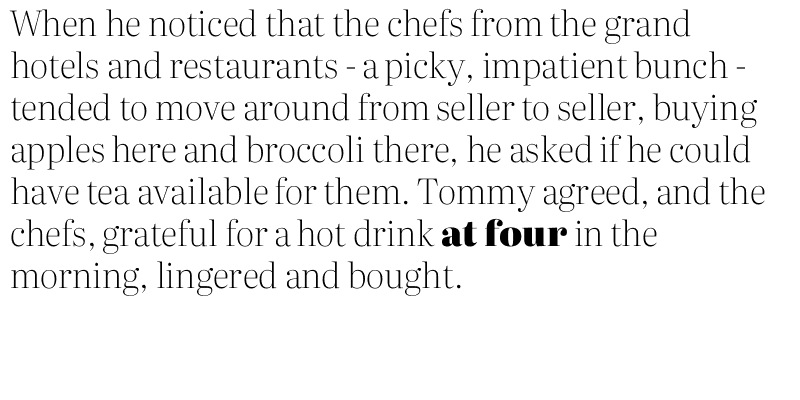 When he noticed that the chefs from the grand
hotels and restaurants - a picky, impatient bunch -
tended to move around from seller to seller, buying
apples here and broccoli there, he asked if he could
have tea available for them. Tommy agreed, and the
chefs, grateful for a hot drink at four in the
morning, lingered and bought.